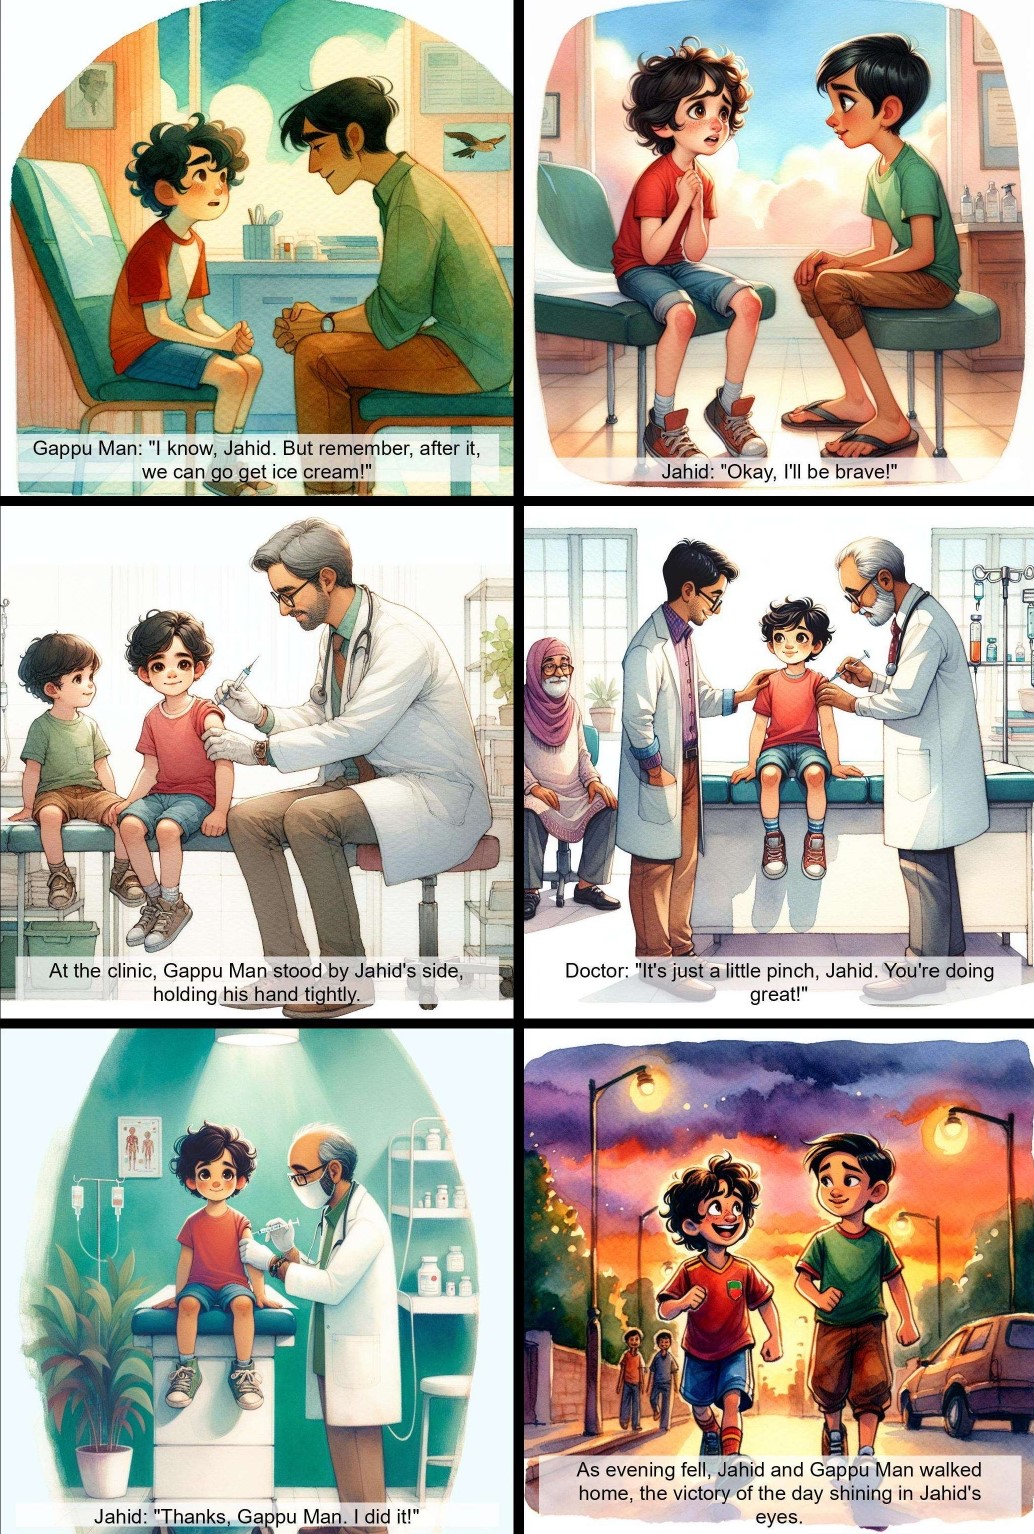 Gappu Man: "I know, Jahid. But remember, after it,
we can go get ice cream!"
Jahid: "Okay, I'll be brave!"
At the clinic, Gappu Man stood by Jahid's side,
holding his hand tightly.
Doctor: "It's just a little pinch, Jahid. You're doing
great!"
Jahid: "Thanks, Gappu Man. I did it!"
As evening fell, Jahid and Gappu Man walked
home, the victory of the day shining in Jahid's
eyes.